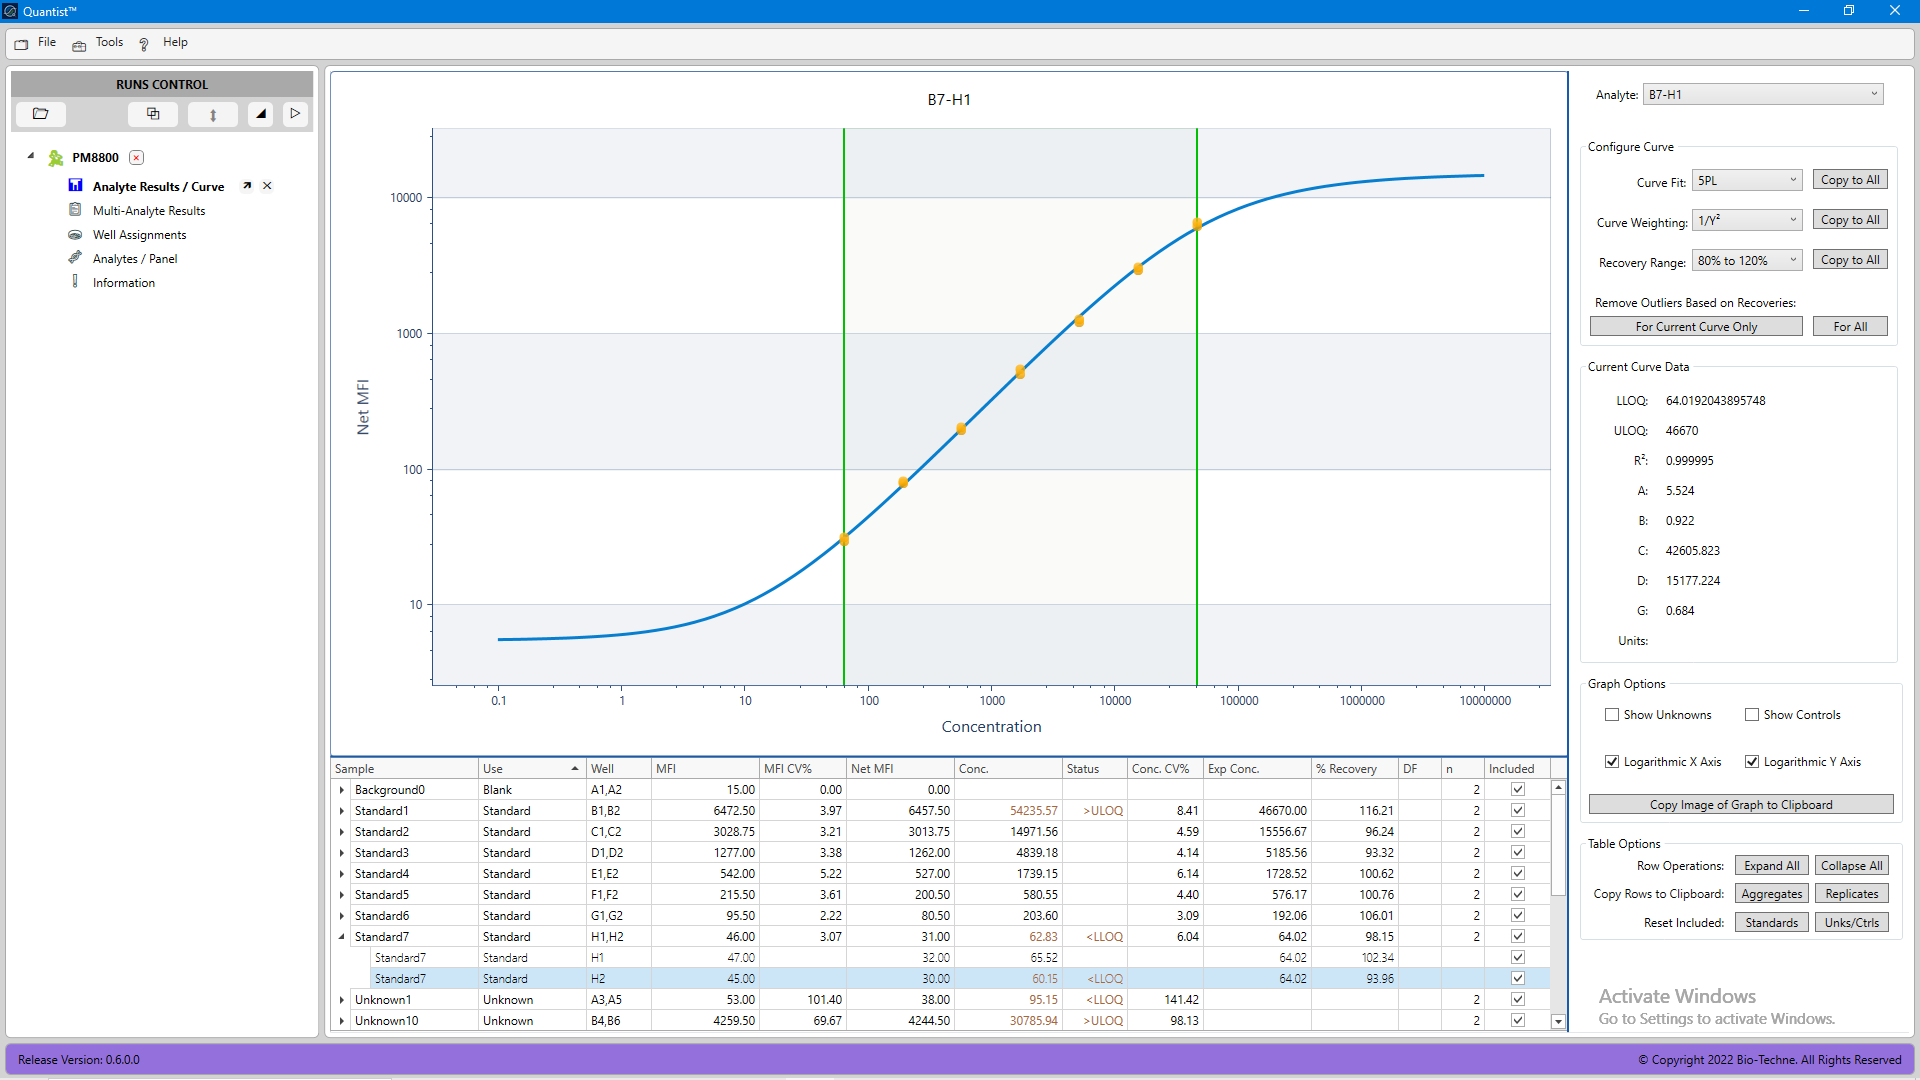 Quantist™
File Tools Help
RUNS CONTROL
PM8800
Analyte Results / Curve
Multi-Analyte Results
Well Assignments
Analytes / Panel
Information
B7-H1
10000
1000
100
10
Net MFI
0.1 1 10 100 1000 10000 100000 1000000 10000000
Concentration
Sample Use Well MFI MFI CV% Net MFI Conc. Status Conc. CV% Exp Conc. % Recovery DF n Included
Background0 Blank A1,A2 15.00 0.00 0.00 2
Standard1 Standard B1,B2 6472.50 3.97 6457.50 54235.57 >ULOQ 8.41 46670.00 116.21 2
Standard2 Standard C1,C2 3028.75 3.21 3013.75 14971.56 4.59 15556.67 96.24 2
Standard3 Standard D1,D2 1277.00 3.38 1262.00 4839.18 4.14 5185.56 93.32 2
Standard4 Standard E1,E2 542.00 5.22 527.00 1739.15 6.14 1728.52 100.62 2
Standard5 Standard F1,F2 215.50 3.61 200.50 580.55 4.40 576.17 100.76 2
Standard6 Standard G1,G2 95.50 2.22 80.50 203.60 3.09 192.06 106.01 2
Standard7 Standard H1,H2 46.00 3.07 31.00 62.83 <LLOQ 6.04 64.02 98.15 2
Standard7 Standard H1 47.00 32.00 65.52 64.02 102.34
Standard7 Standard H2 45.00 30.00 60.15 <LLOQ 64.02 93.96
Unknown1 Unknown A3,A5 53.00 101.40 38.00 95.15 <LLOQ 141.42 2
Unknown10 Unknown B4,B6 4259.50 69.67 4244.50 30785.94 >ULOQ 98.13 2
Analyte: B7-H1
Configure Curve
Curve Fit: 5PL Copy to All
Curve Weighting: 1/Y² Copy to All
Recovery Range: 80% to 120% Copy to All
Remove Outliers Based on Recoveries:
For Current Curve Only For All
Current Curve Data
LLOQ: 64.0192043895748
ULOQ: 46670
R²: 0.999995
A: 5.524
B: 0.922
C: 42605.823
D: 15177.224
G: 0.684
Units:
Graph Options
Show Unknowns Show Controls
Logarithmic X Axis Logarithmic Y Axis
Copy Image of Graph to Clipboard
Table Options
Row Operations: Expand All Collapse All
Copy Rows to Clipboard: Aggregates Replicates
Reset Included: Standards Unks/Ctrls
Activate Windows
Go to Settings to activate Windows.
Release Version: 0.6.0.0
© Copyright 2022 Bio-Techne. All Rights Reserved